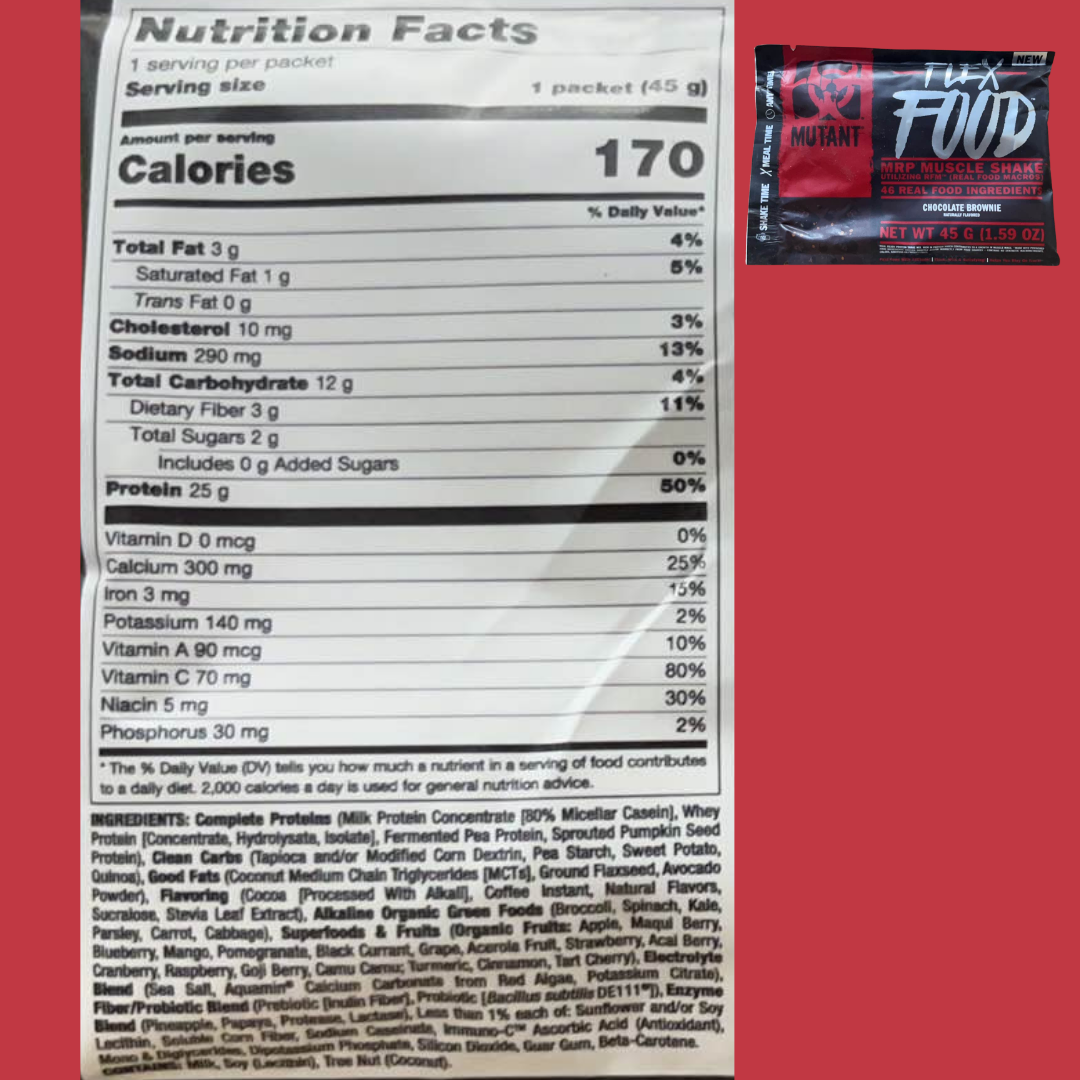 Nutrition Facts
1 serving per packet
Serving size 1 packet (45 g)
Amount per serving
Calories 170
% Daily Value*
Total Fat 3 g 4%
Saturated Fat 1 g 5%
Trans Fat 0 g
Cholesterol 10 mg 3%
Sodium 290 mg 13%
Total Carbohydrate 12 g 4%
Dietary Fiber 3 g 11%
Total Sugars 2 g
Includes 0 g Added Sugars 0%
Protein 25 g 50%
Vitamin D 0 mcg 0%
Calcium 300 mg 25%
Iron 3 mg 15%
Potassium 140 mg 2%
Vitamin A 90 mcg 10%
Vitamin C 70 mg 80%
Niacin 5 mg 30%
Phosphorus 30 mg 2%
* The % Daily Value (DV) tells you how much a nutrient in a serving of food contributes
to a daily diet. 2,000 calories a day is used for general nutrition advice.
INGREDIENTS: Complete Proteins (Milk Protein Concentrate [80% Micellar Casein], Whey
Protein [Concentrate, Hydrolysate, Isolate], Fermented Pea Protein, Sprouted Pumpkin Seed
Protein), Clean Carbs (Tapioca and/or Modified Corn Dextrin, Pea Starch, Sweet Potato,
Quinoa), Good Fats (Coconut Medium Chain Triglycerides [MCTs], Ground Flaxseed, Avocado
Powder), Flavoring (Cocoa [Processed With Alkali], Coffee Instant, Natural Flavors,
Sucralose, Stevia Leaf Extract), Alkaline Organic Green Foods (Broccoli, Spinach, Kale,
Parsley, Carrot, Cabbage), Superfoods & Fruits (Organic Fruits: Apple, Maqui Berry,
Blueberry, Mango, Pomegranate, Black Currant, Grape, Acerola Fruit, Strawberry, Acai Berry,
Cranberry, Raspberry, Goji Berry, Camu Camu; Turmeric, Cinnamon, Tart Cherry), Electrolyte
Blend (Sea Salt, Aquamin® Calcium Carbonate from Red Algae, Potassium Citrate),
Fiber/Probiotic Blend (Prebiotic [Inulin Fiber], Probiotic [Bacillus subtilis DE111®]), Enzyme
Blend (Pineapple, Papaya, Protease, Lactase), Less than 1% each of: Sunflower and/or Soy
Lecithin, Soluble Corn Fiber, Sodium Caseinate, Immuno-C™ Ascorbic Acid (Antioxidant),
Mono & Diglycerides, Dipotassium Phosphate, Silicon Dioxide, Guar Gum, Beta-Carotene.
CONTAINS: Milk, Soy (Lecithin), Tree Nut (Coconut).
NEW
FLEX
FOOD
MUTANT
SHAKE TIME X MEAL TIME ANYTIME
MRP MUSCLE SHAKE
UTILIZING RFM™ (REAL FOOD MACROS)
46 REAL FOOD INGREDIENTS
CHOCOLATE BROWNIE
NATURALLY FLAVORED
NET WT 45 G (1.59 OZ)